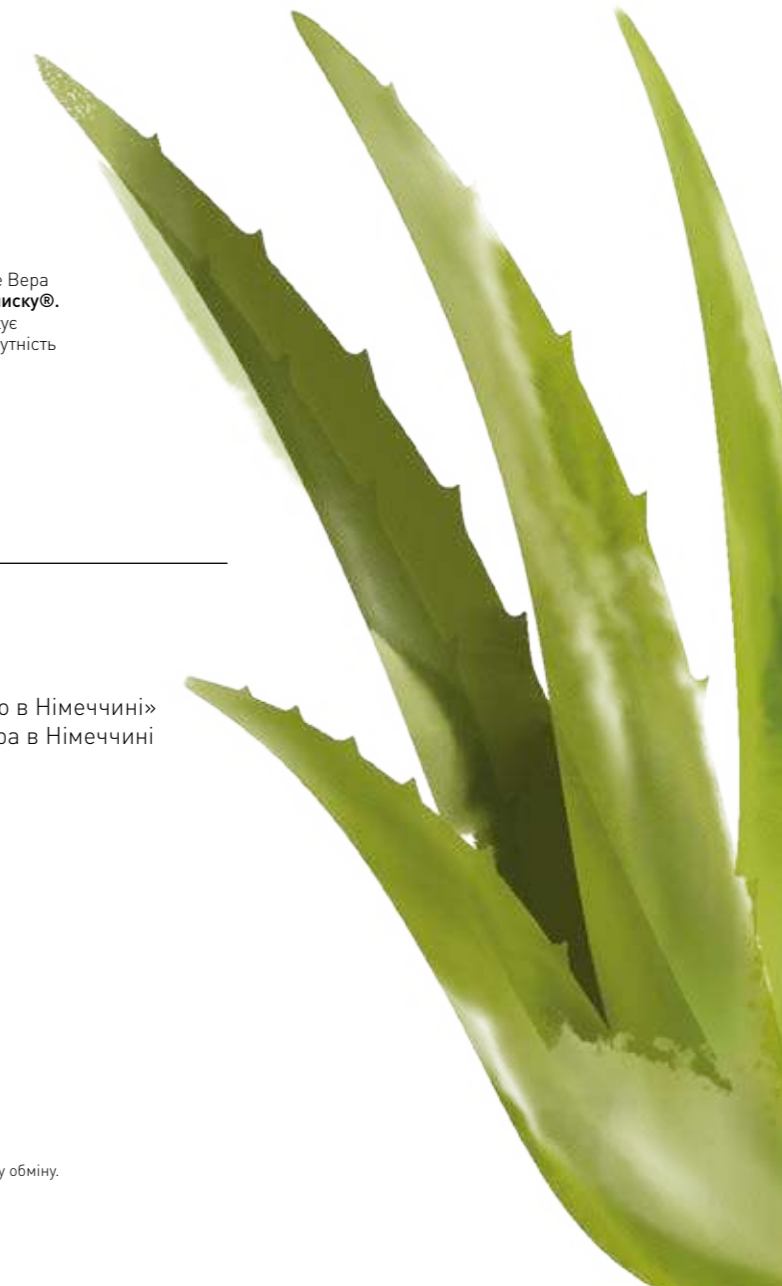 е Вера
иску®.
ує
утність
о в Німеччині»
ра в Німеччині
у обміну.